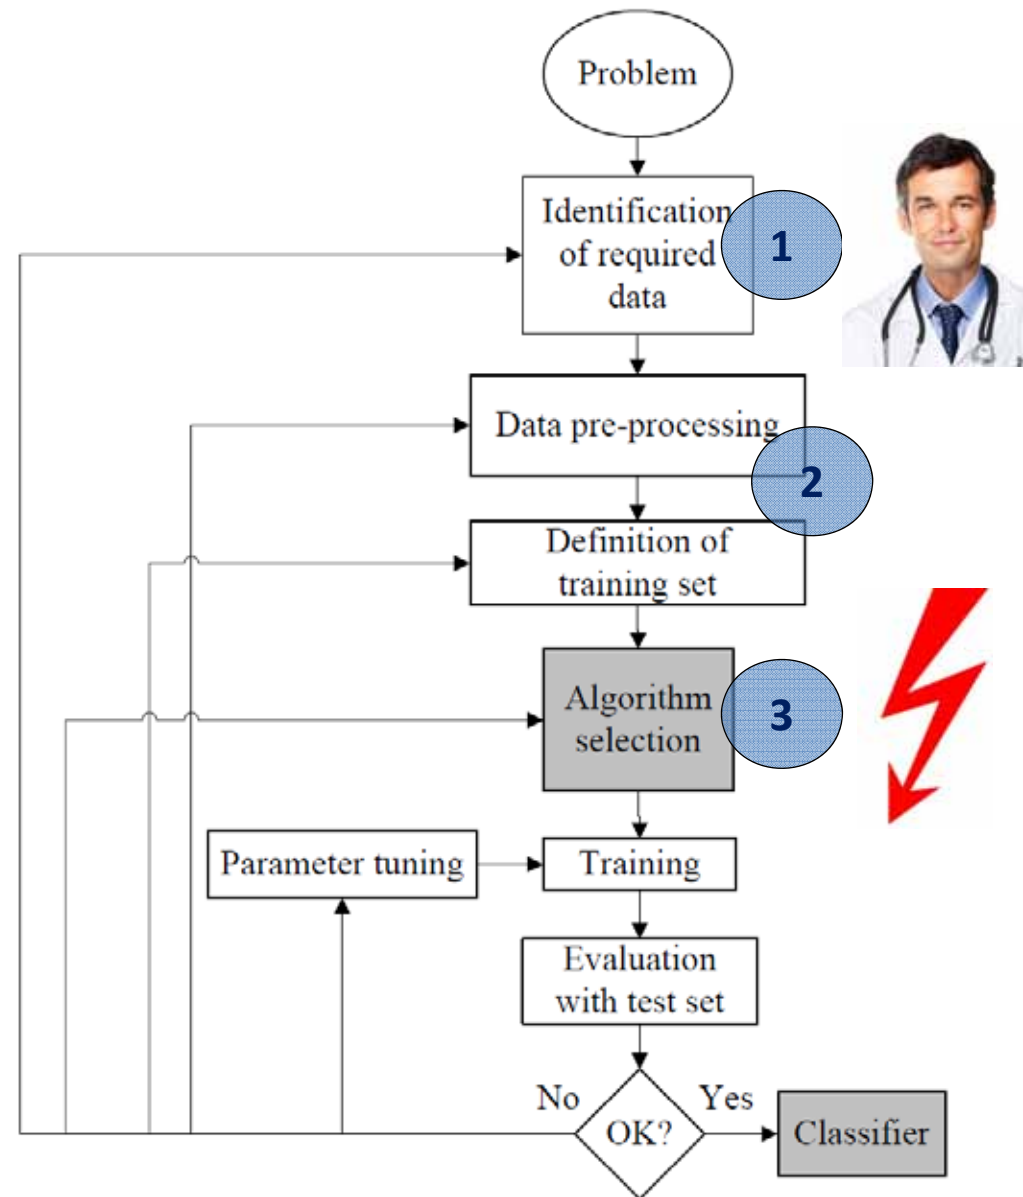 Problem
Identification
of required
data
1
Data pre-processing
2
Definition of
training set
Algorithm
selection
3
Parameter tuning
Training
Evaluation
with test set
No
Yes
OK?
Classifier